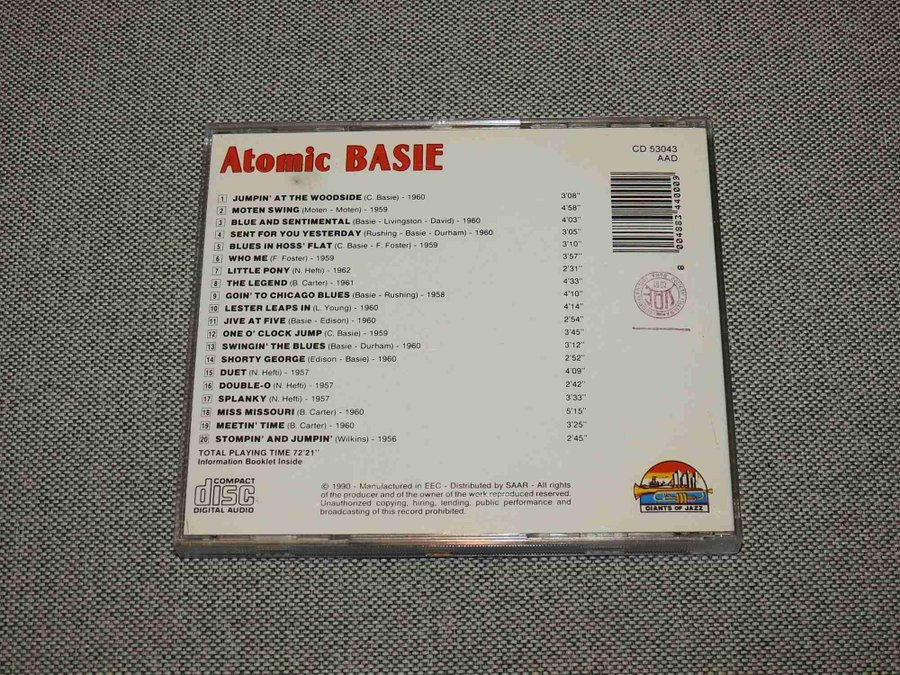 Atomic BASIE
CD 53043
AAD
1 JUMPIN' AT THE WOODSIDE (C. Basie) - 1960 3'08"
2 MOTEN SWING (Moten - Moten) - 1959 4'58"
3 BLUE AND SENTIMENTAL (Basie - Livingston - David) - 1960 4'03"
4 SENT FOR YOU YESTERDAY (Rushing - Basie - Durham) - 1960 3'05"
5 BLUES IN HOSS' FLAT (C. Basie - F. Foster) - 1959 3'10"
6 WHO ME (F. Foster) - 1959 3'57"
7 LITTLE PONY (N. Hefti) - 1962 2'31"
8 THE LEGEND (B. Carter) - 1961 4'33"
9 GOIN' TO CHICAGO BLUES (Basie - Rushing) - 1958 4'10"
10 LESTER LEAPS IN (L. Young) - 1960 4'14"
11 JIVE AT FIVE (Basie - Edison) - 1960 2'54"
12 ONE O' CLOCK JUMP (C. Basie) - 1959 3'45"
13 SWINGIN' THE BLUES (Basie - Durham) - 1960 3'12"
14 SHORTY GEORGE (Edison - Basie) - 1960 2'52"
15 DUET (N. Hefti) - 1957 4'09"
16 DOUBLE-O (N. Hefti) - 1957 2'42"
17 SPLANKY (N. Hefti) - 1957 3'33"
18 MISS MISSOURI (B. Carter) - 1960 5'15"
19 MEETIN' TIME (B. Carter) - 1960 3'25"
20 STOMPIN' AND JUMPIN' (Wilkins) - 1956 2'45"
TOTAL PLAYING TIME 72'21"
Information Booklet Inside
004883 440009
8
COMPACT
disc
DIGITAL AUDIO
© 1990 - Manufactured in EEC - Distributed by SAAR - All rights
of the producer and of the owner of the work reproduced reserved.
Unauthorized copying, hiring, lending, public performance and
broadcasting of this record prohibited.
GIANTS OF JAZZ